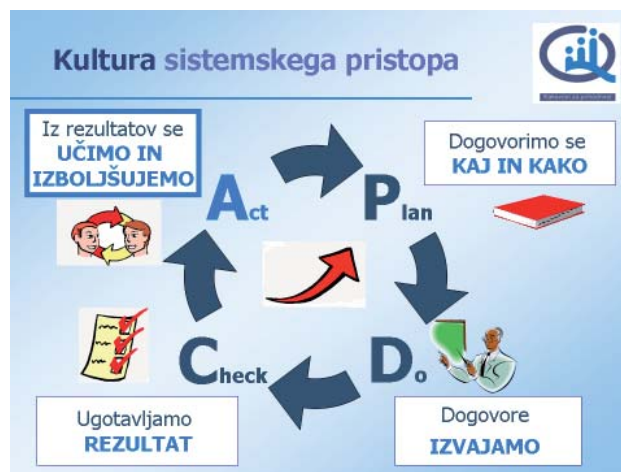 Kultura sistemskega pristopa
Iz rezultatov se
UČIMO IN
IZBOLJŠUJEMO
Dogovorimo se
KAJ IN KAKO
Act
Plan
Check
Do
Ugotavljamo
REZULTAT
Dogovore
IZVAJAMO